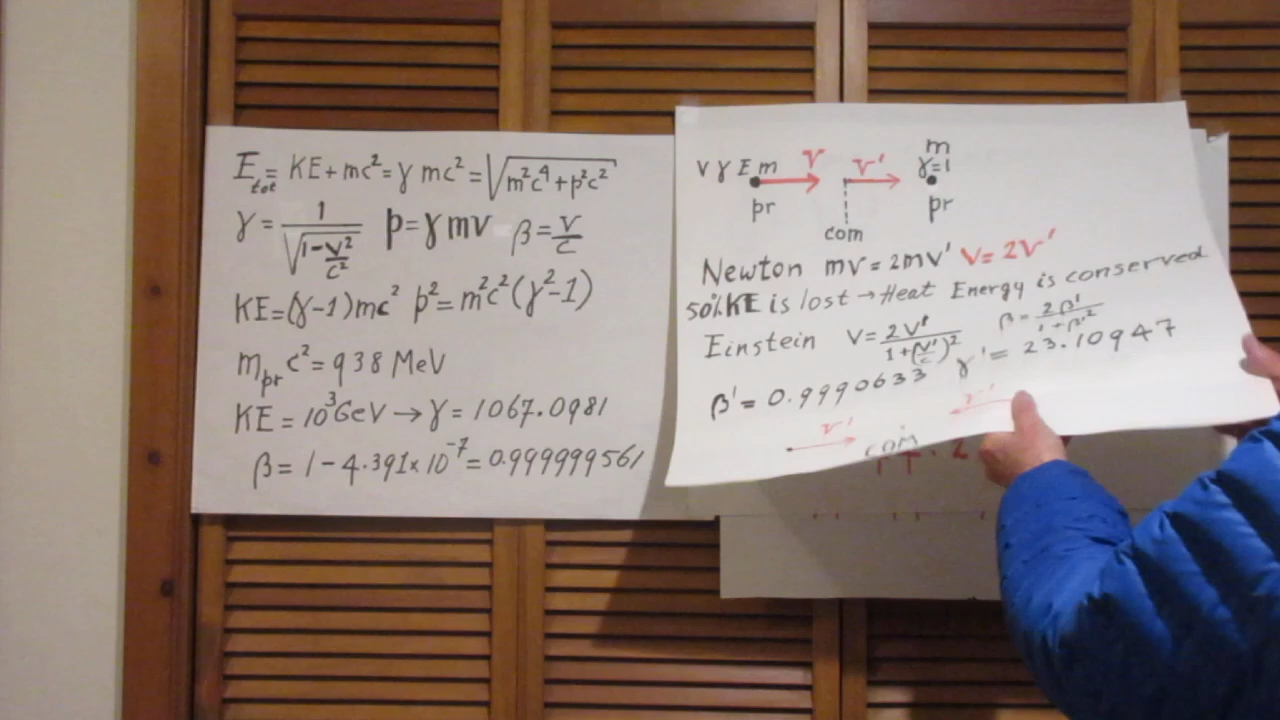 E_tot = KE + mc² = γ mc² = √(m²c⁴ + p²c²)
γ = 1/√(1 - v²/c²)  p = γmv  β = v/c
KE = (γ-1)mc²  p² = m²c²(γ²-1)
m_pr c² = 938 MeV
KE = 10³GeV → γ = 1067.0981
β = 1 - 4.391 × 10⁻⁷ = 0.999999561
m
v γ E m  v  v'  γ=1
pr  pr
com
Newton  mv = 2mv'  v = 2v'
50% KE is lost → Heat Energy is conserved
Einstein  v = 2v'/(1+(v'/c)²)  β = 2β'/(1+β'²)
β' = 0.9990633  γ' = 23.10947
v'  v'
com